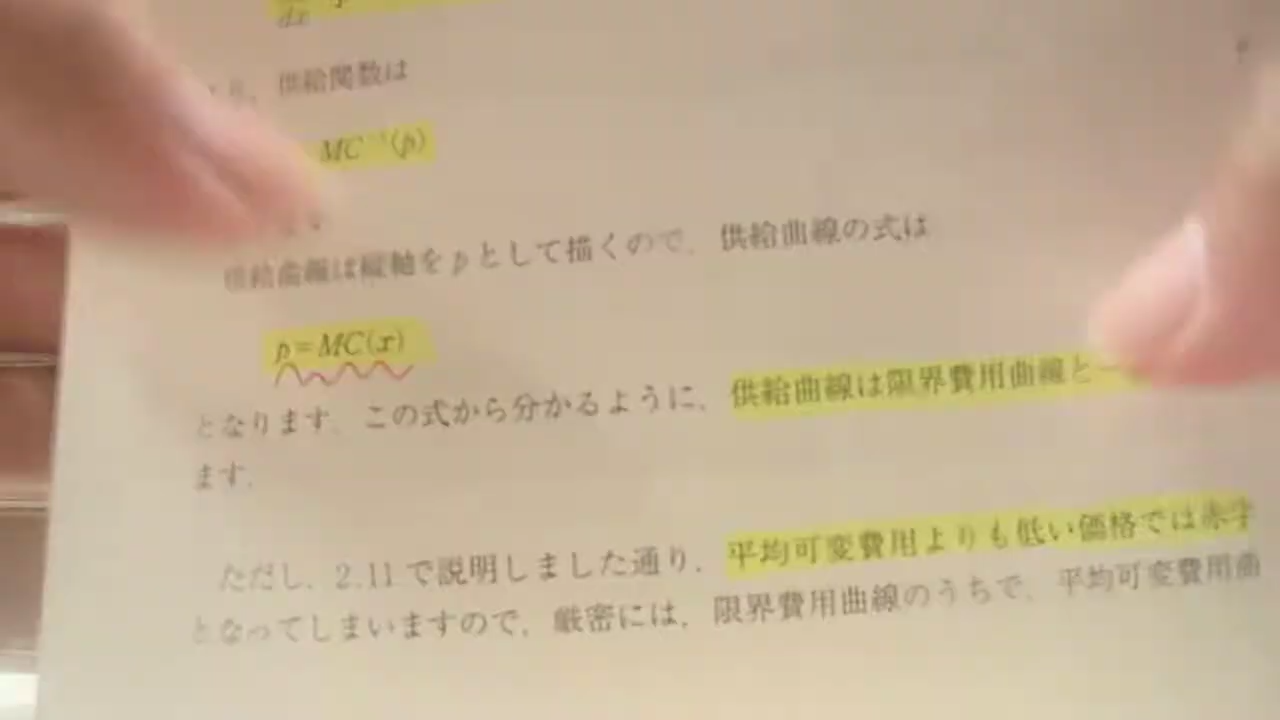 dx
供給関数は
MC⁻¹(p)
供給曲線は縦軸をpとして描くので、供給曲線の式は
p=MC(x)
となります。この式から分かるように、供給曲線は限界費用曲線と一
ます。
ただし、2.11で説明しました通り、平均可変費用よりも低い価格では赤字
となってしまいますので、厳密には、限界費用曲線のうちで、平均可変費用曲